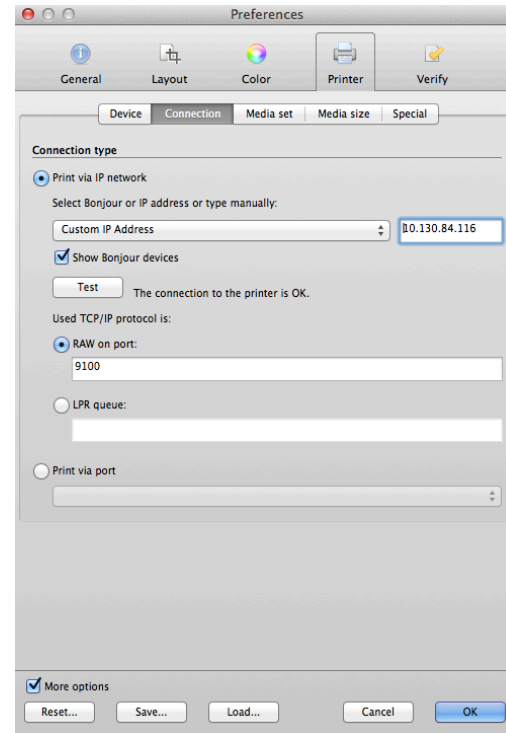 Preferences
General Layout Color Printer Verify
Device Connection Media set Media size Special
Connection type
Print via IP network
Select Bonjour or IP address or type manually:
Custom IP Address 10.130.84.116
Show Bonjour devices
Test The connection to the printer is OK.
Used TCP/IP protocol is:
RAW on port:
9100
LPR queue:
Print via port
More options
Reset... Save... Load... Cancel OK